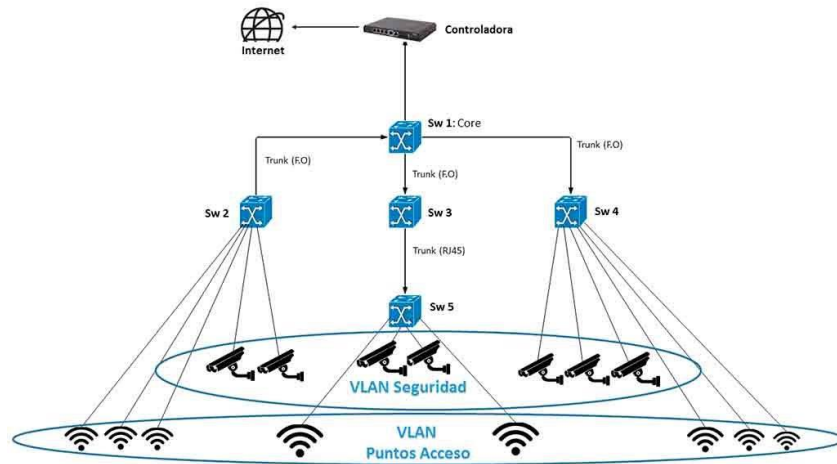 Internet
Controladora
Sw 1: Core
Trunk (F.O)
Trunk (F.O)
Trunk (F.O)
Sw 2
Sw 3
Sw 4
Trunk (RJ45)
Sw 5
VLAN Seguridad
VLAN
Puntos Acceso